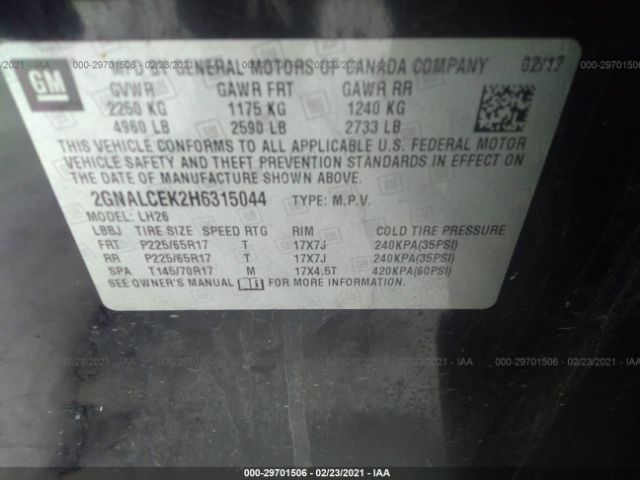 GM
MFD BY GENERAL MOTORS OF CANADA COMPANY 02/17
GVWR GAWR FRT GAWR RR
2250 KG 1175 KG 1240 KG
4960 LB 2590 LB 2733 LB
THIS VEHICLE CONFORMS TO ALL APPLICABLE U.S. FEDERAL MOTOR
VEHICLE SAFETY AND THEFT PREVENTION STANDARDS IN EFFECT ON
THE DATE OF MANUFACTURE SHOWN ABOVE.
2GNALCEK2H6315044 TYPE: M.P.V.
MODEL: LH26
LBBJ TIRE SIZE SPEED RTG RIM COLD TIRE PRESSURE
FRT P225/65R17 T 17X7J 240KPA(35PSI)
RR P225/65R17 T 17X7J 240KPA(35PSI)
SPA T145/70R17 M 17X4.5T 420KPA(60PSI)
SEE OWNER'S MANUAL FOR MORE INFORMATION.
000-29701506 - 02/23/2021 - IAA